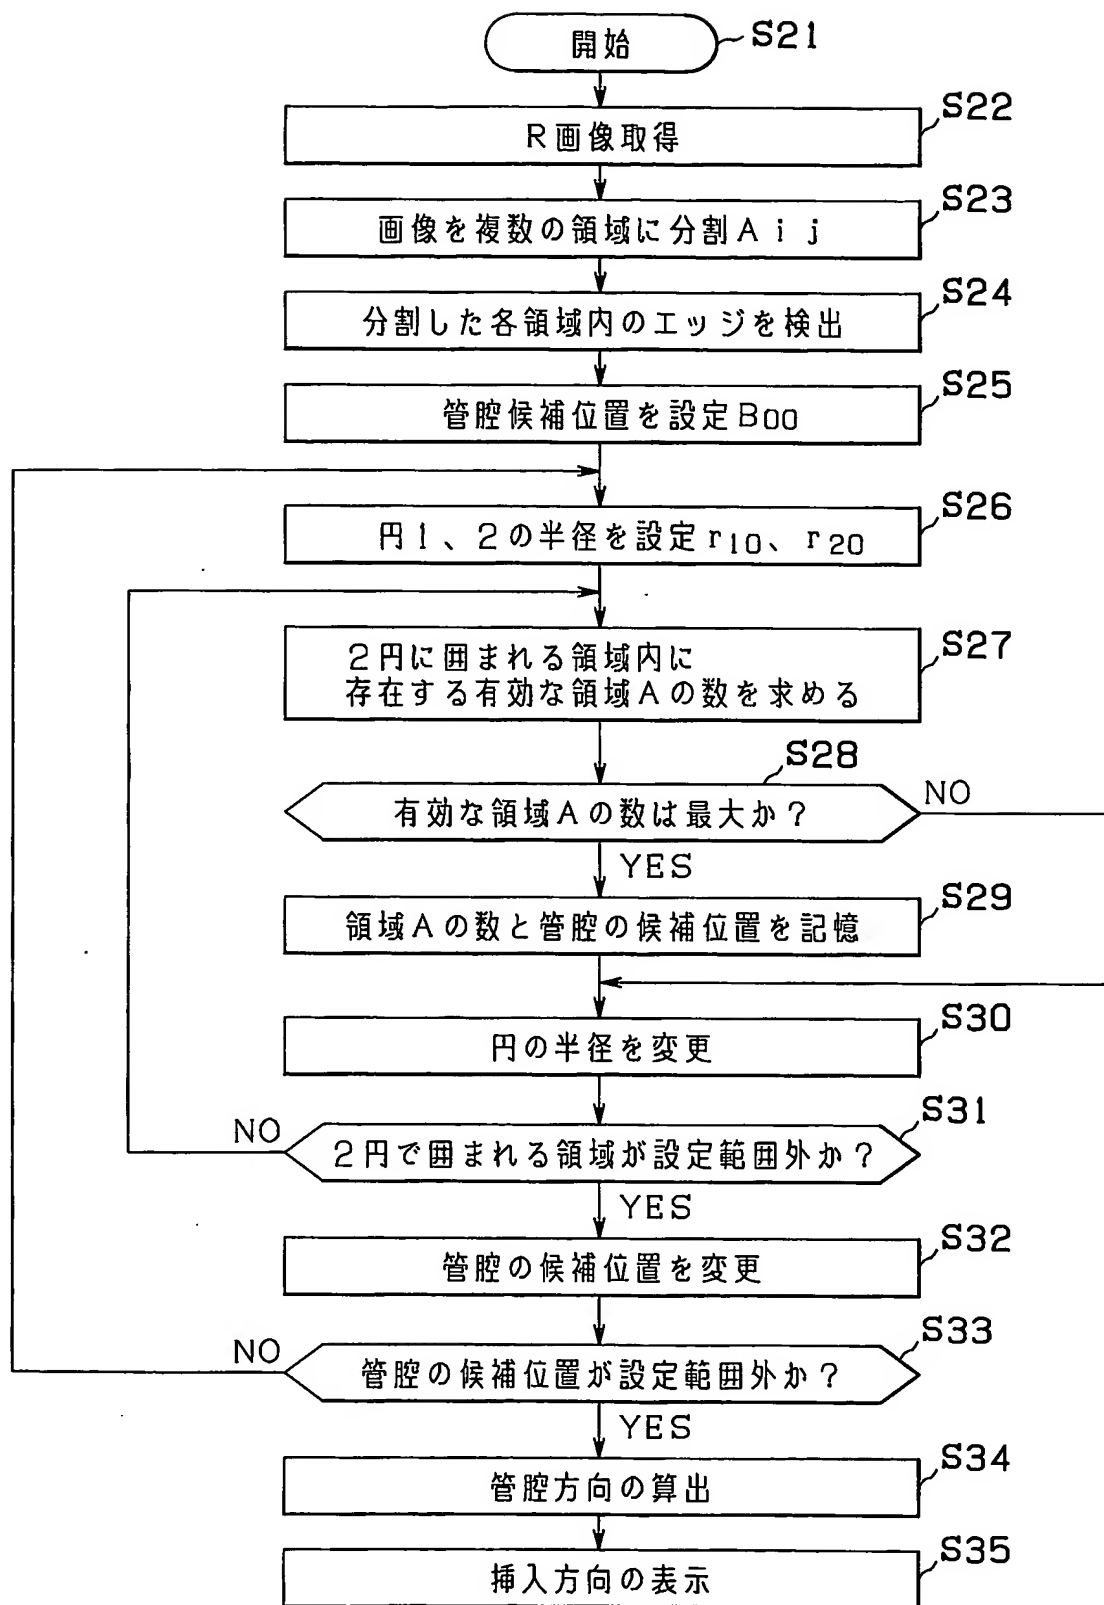 開始
S21
S22
R画像取得
S23
画像を複数の領域に分割Aij
S24
分割した各領域内のエッジを検出
S25
管腔候補位置を設定B00
S26
円1、2の半径を設定r10、r20
S27
2円に囲まれる領域内に
存在する有効な領域Aの数を求める
S28
有効な領域Aの数は最大か?
NO
YES
S29
領域Aの数と管腔の候補位置を記憶
S30
円の半径を変更
S31
NO
2円で囲まれる領域が設定範囲外か?
YES
S32
管腔の候補位置を変更
S33
NO
管腔の候補位置が設定範囲外か?
YES
S34
管腔方向の算出
S35
挿入方向の表示